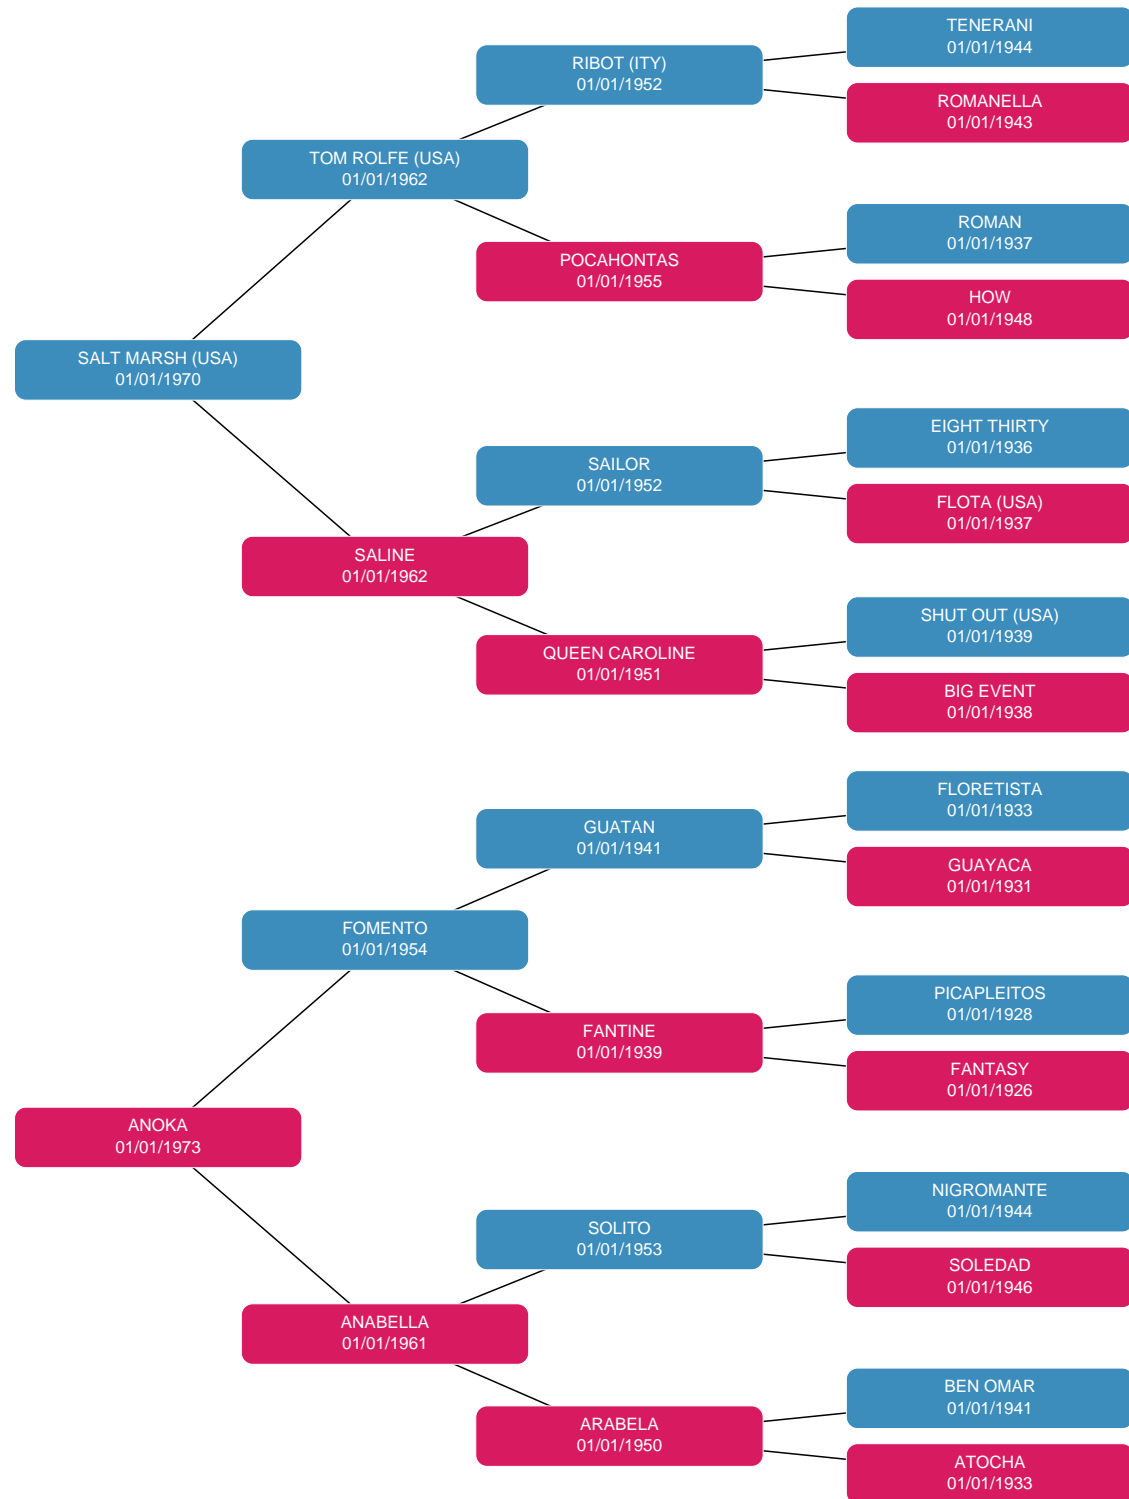 TENERANI
01/01/1944
RIBOT (ITY)
01/01/1952
ROMANELLA
01/01/1943
TOM ROLFE (USA)
01/01/1962
ROMAN
01/01/1937
POCAHONTAS
01/01/1955
HOW
01/01/1948
SALT MARSH (USA)
01/01/1970
EIGHT THIRTY
01/01/1936
SAILOR
01/01/1952
FLOTA (USA)
01/01/1937
SALINE
01/01/1962
SHUT OUT (USA)
01/01/1939
QUEEN CAROLINE
01/01/1951
BIG EVENT
01/01/1938
FLORETISTA
01/01/1933
GUATAN
01/01/1941
GUAYACA
01/01/1931
FOMENTO
01/01/1954
PICAPLEITOS
01/01/1928
FANTINE
01/01/1939
FANTASY
01/01/1926
ANOKA
01/01/1973
NIGROMANTE
01/01/1944
SOLITO
01/01/1953
SOLEDAD
01/01/1946
ANABELLA
01/01/1961
BEN OMAR
01/01/1941
ARABELA
01/01/1950
ATOCHA
01/01/1933